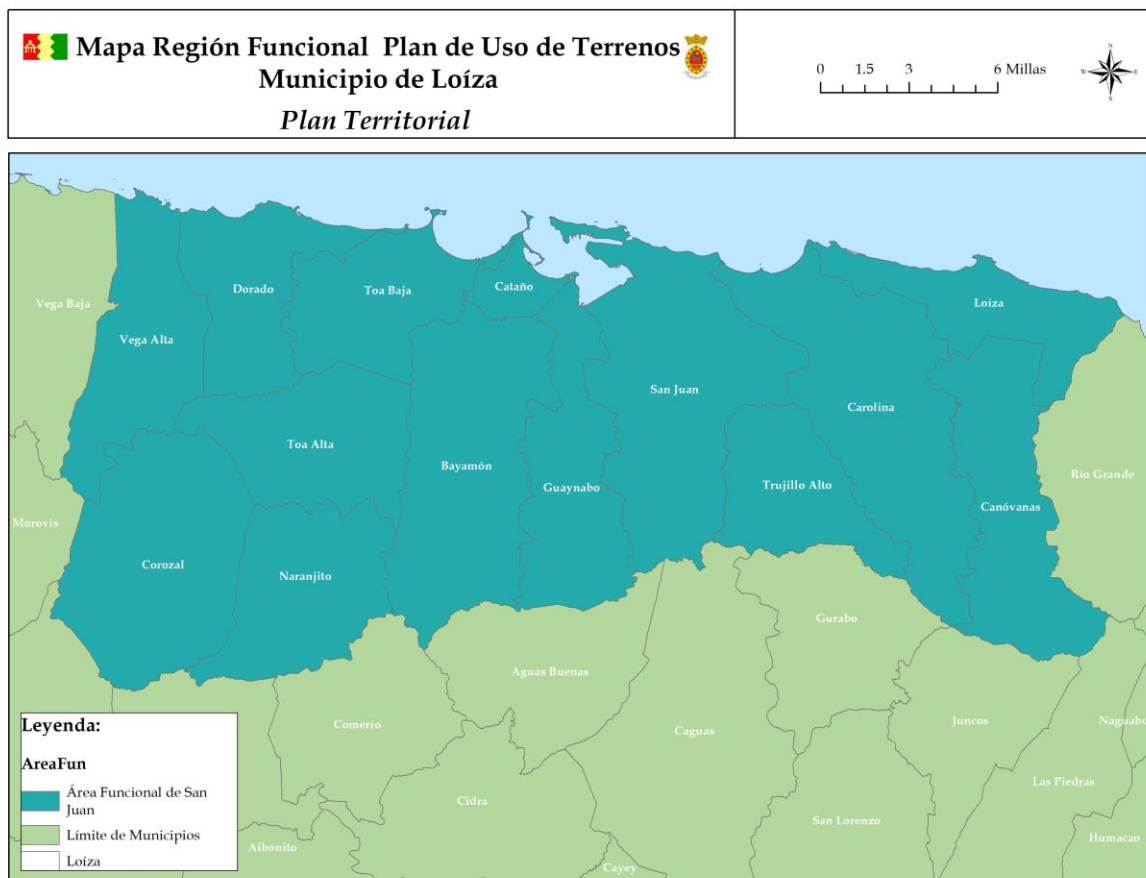 Mapa Región Funcional Plan de Uso de Terrenos
Municipio de Loíza
Plan Territorial
0 1.5 3 6 Millas
N
W E
S
Vega Baja
Dorado
Toa Baja
Cataño
Loíza
Vega Alta
San Juan
Carolina
Toa Alta
Bayamón
Guaynabo
Trujillo Alto
Río Grande
Canóvanas
Morovis
Corozal
Naranjito
Gurabo
Aguas Buenas
Comerío
Caguas
Juncos
Naguabo
Las Piedras
Cidra
San Lorenzo
Humacao
Aibonito
Cayey
Leyenda:
AreaFun
Área Funcional de San
Juan
Límite de Municipios
Loíza